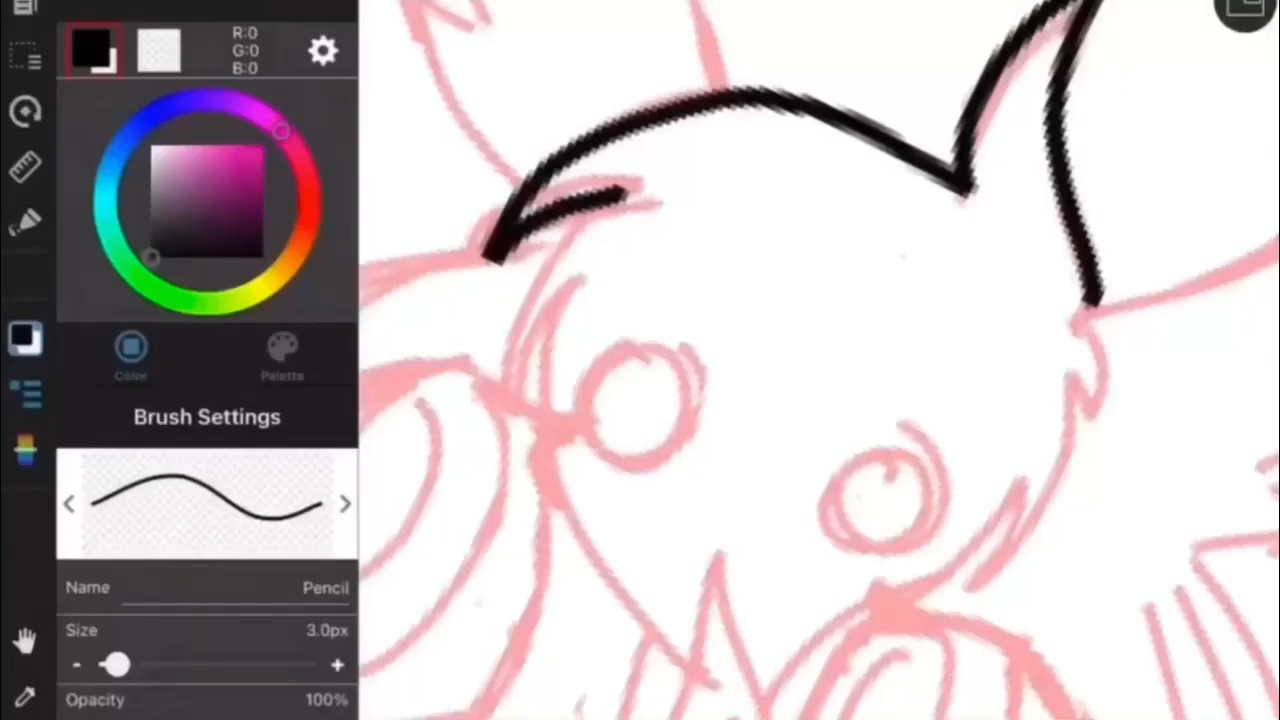 R:0
G:0
B:0
Color
Palette
Brush Settings
Name Pencil
Size 3.0px
- +
Opacity 100%